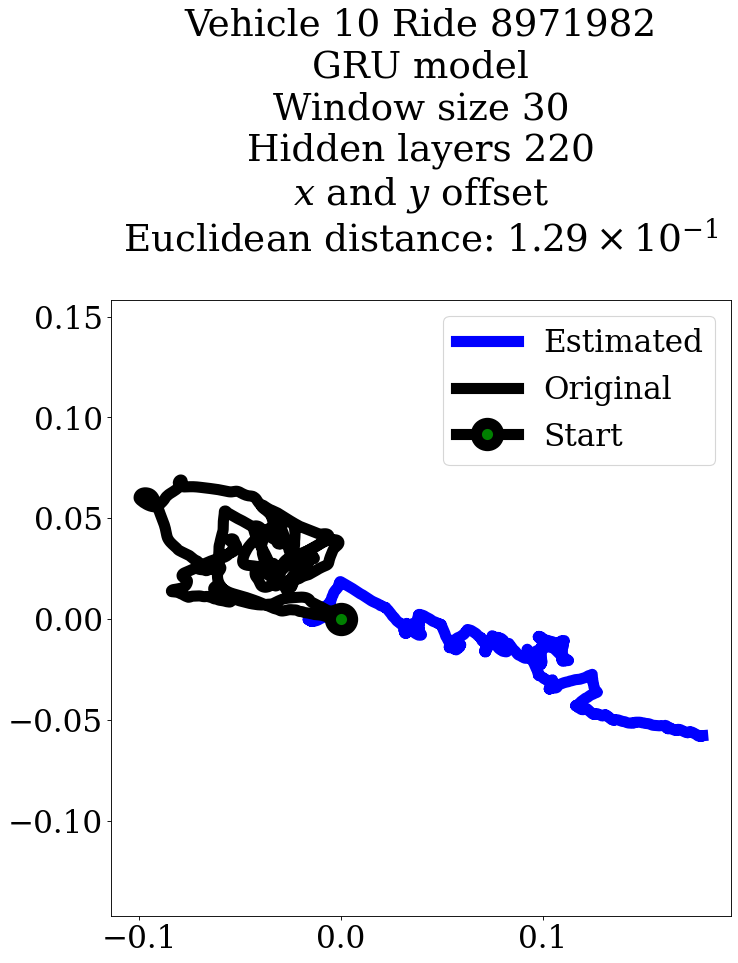 Vehicle 10 Ride 8971982
GRU model
Window size 30
Hidden layers 220
x and y offset
Euclidean distance: 1.29 × 10⁻¹
Estimated
Original
Start
0.15
0.10
0.05
0.00
−0.05
−0.10
−0.1
0.0
0.1